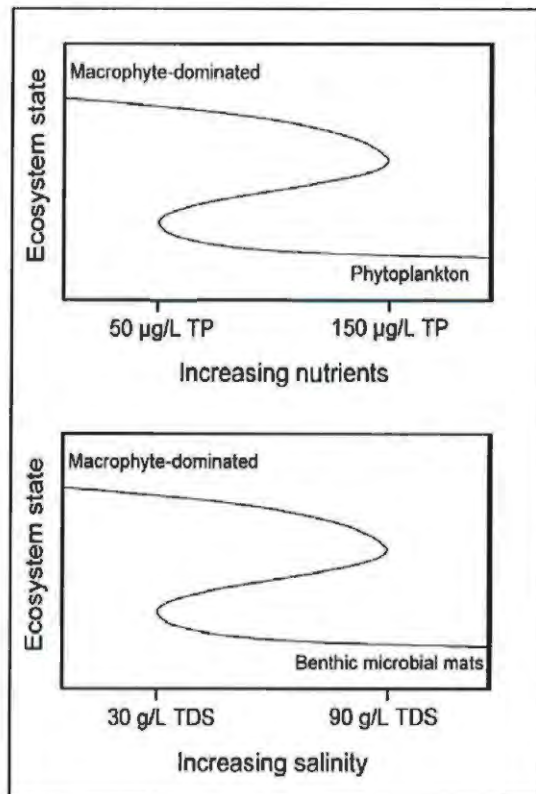 Macrophyte-dominated
Ecosystem state
Phytoplankton
50 µg/L TP
150 µg/L TP
Increasing nutrients
Macrophyte-dominated
Ecosystem state
Benthic microbial mats
30 g/L TDS
90 g/L TDS
Increasing salinity